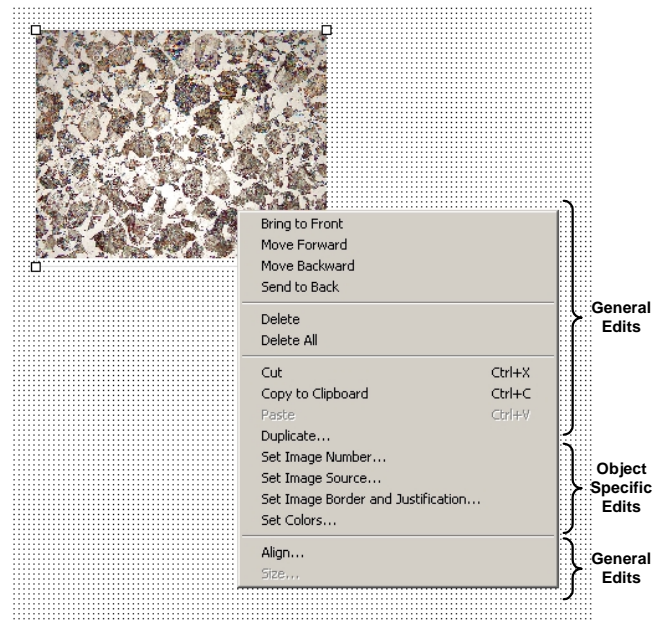 Bring to Front
Move Forward
Move Backward
Send to Back
Delete
Delete All
Cut Ctrl+X
Copy to Clipboard Ctrl+C
Paste Ctrl+V
Duplicate...
Set Image Number...
Set Image Source...
Set Image Border and Justification...
Set Colors...
Align...
Size...
General
Edits
Object
Specific
Edits
General
Edits